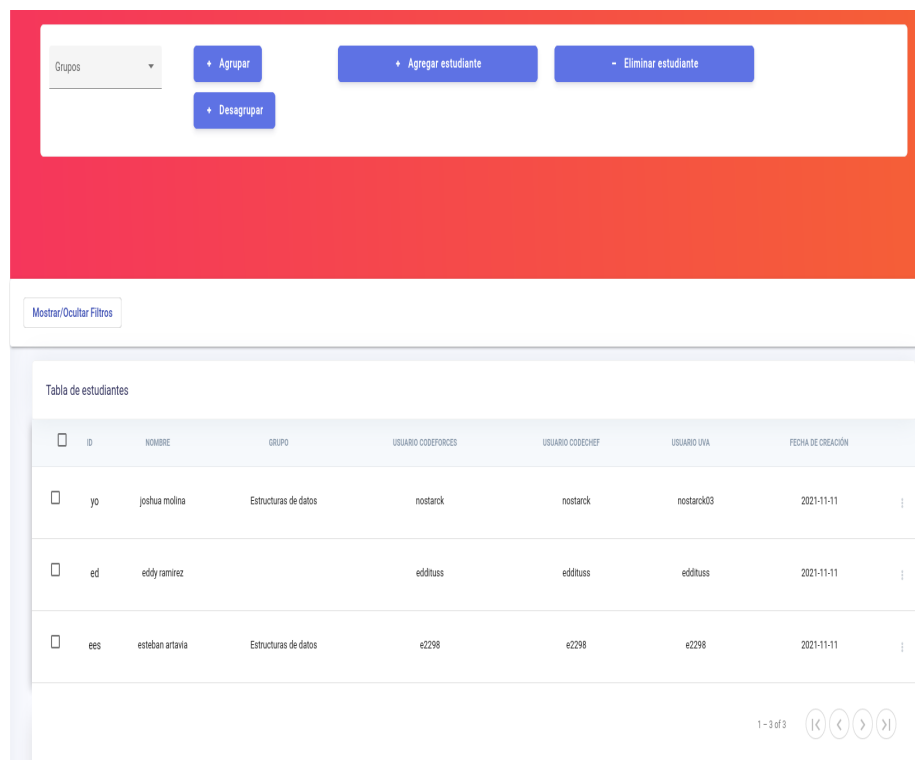 Grupos
+ Agrupar
+ Agregar estudiante
- Eliminar estudiante
+ Desagrupar
Mostrar/Ocultar Filtros
Tabla de estudiantes
ID NOMBRE GRUPO USUARIO CODEFORCES USUARIO CODECHEF USUARIO UVA FECHA DE CREACIÓN
yo joshua molina Estructuras de datos nostarck nostarck nostarck03 2021-11-11
ed eddy ramirez eddituss eddituss eddituss 2021-11-11
ees esteban artavia Estructuras de datos e2298 e2298 e2298 2021-11-11
1 – 3 of 3